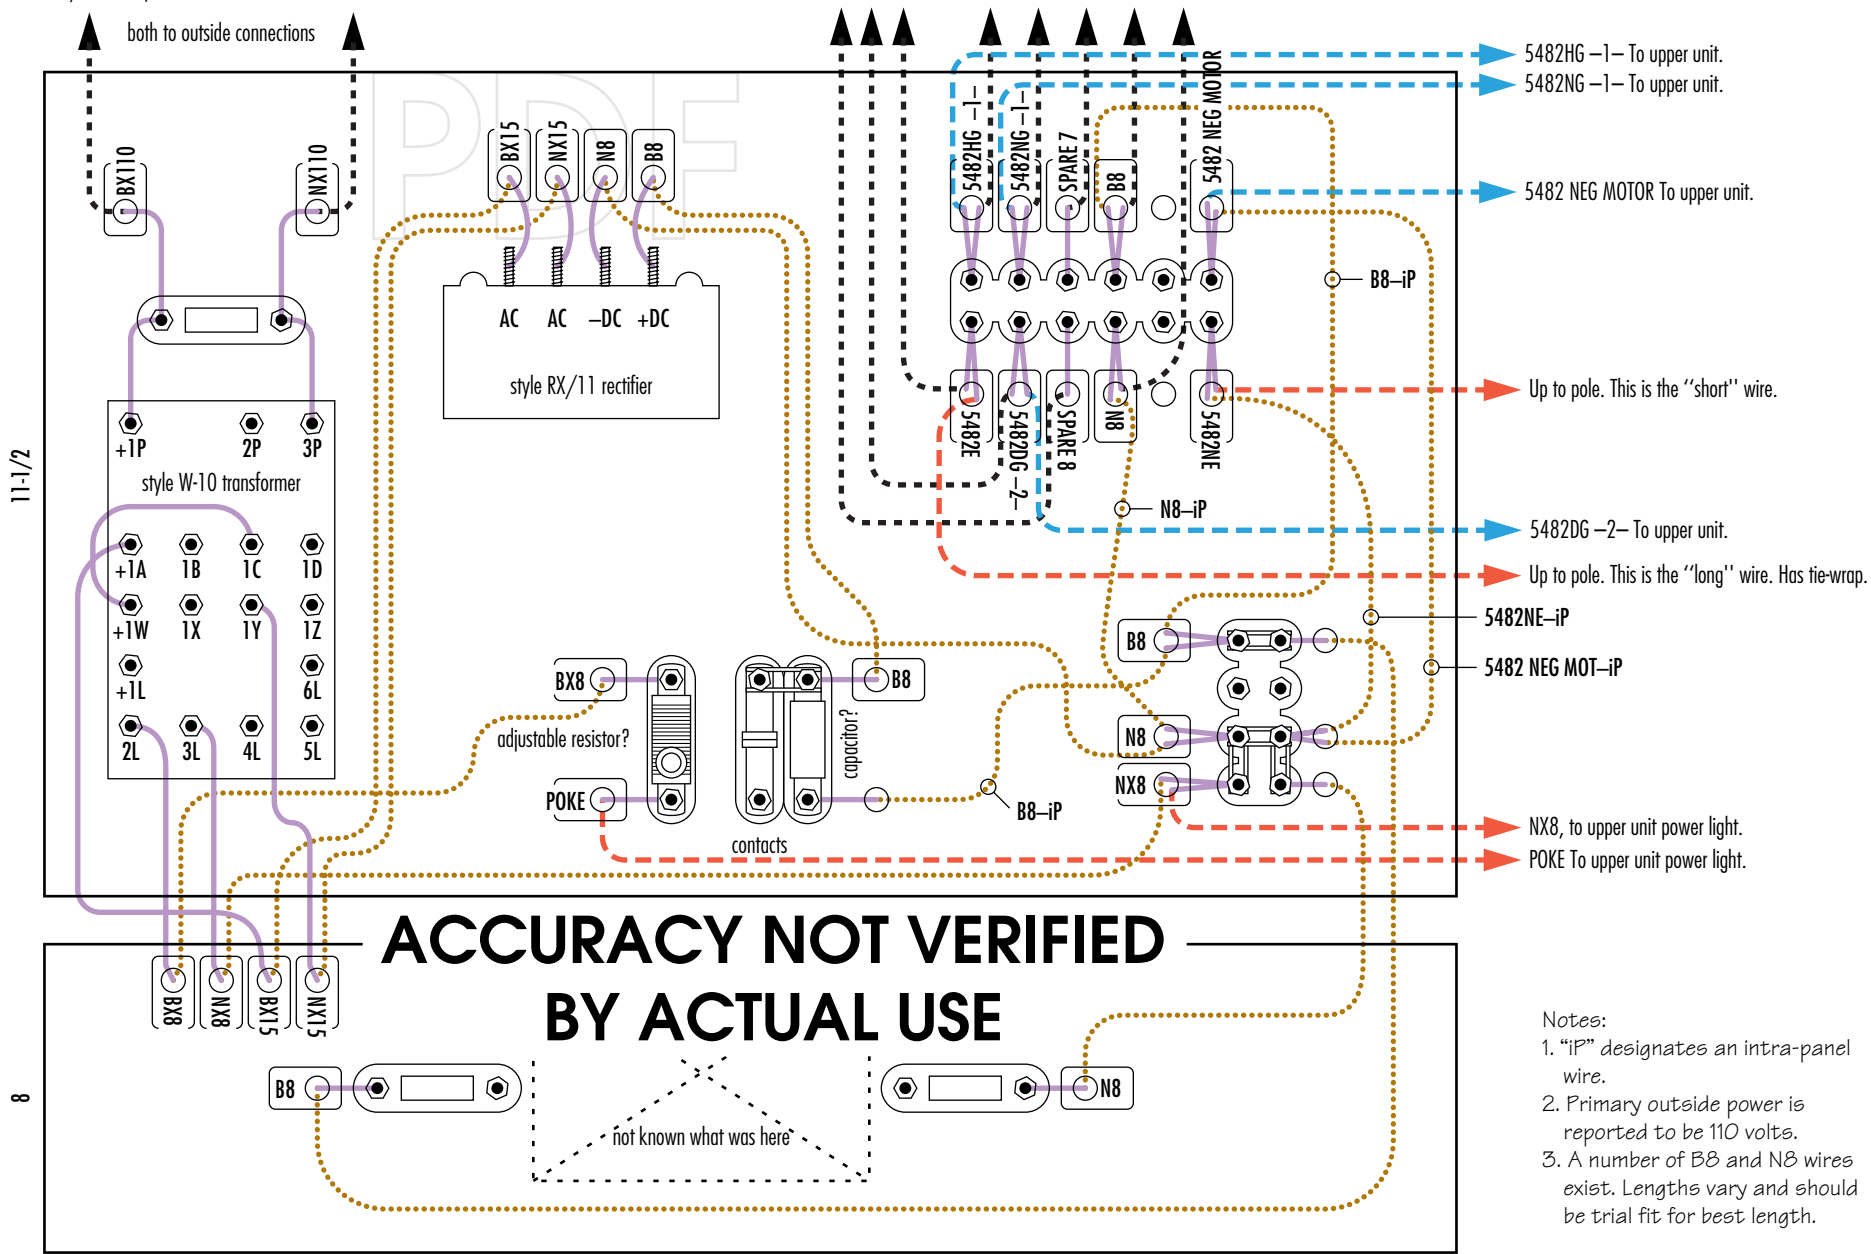 both to outside connections
PDF
5482HG –1– To upper unit.
5482NG –1– To upper unit.
5482 NEG MOTOR To upper unit.
BX110
NX110
BX15
NX15
N8
B8
5482HG –1–
5482NG –1–
SPARE 7
B8
5482 NEG MOTOR
B8–iP
AC AC –DC +DC
style RX/11 rectifier
Up to pole. This is the "short" wire.
5482E
5482DG –2–
SPARE 8
N8
5482NE
+1P 2P 3P
style W-10 transformer
11-1/2
N8–iP
5482DG –2– To upper unit.
Up to pole. This is the "long" wire. Has tie-wrap.
+1A 1B 1C 1D
+1W 1X 1Y 1Z
+1L 6L
2L 3L 4L 5L
5482NE–iP
5482 NEG MOT–iP
B8
BX8
B8
adjustable resistor?
capacitor?
N8
POKE
NX8
B8–iP
contacts
NX8, to upper unit power light.
POKE To upper unit power light.
ACCURACY NOT VERIFIED
BY ACTUAL USE
BX8
NX8
BX15
NX15
8
B8
N8
not known what was here
Notes:
1. "iP" designates an intra-panel
wire.
2. Primary outside power is
reported to be 110 volts.
3. A number of B8 and N8 wires
exist. Lengths vary and should
be trial fit for best length.